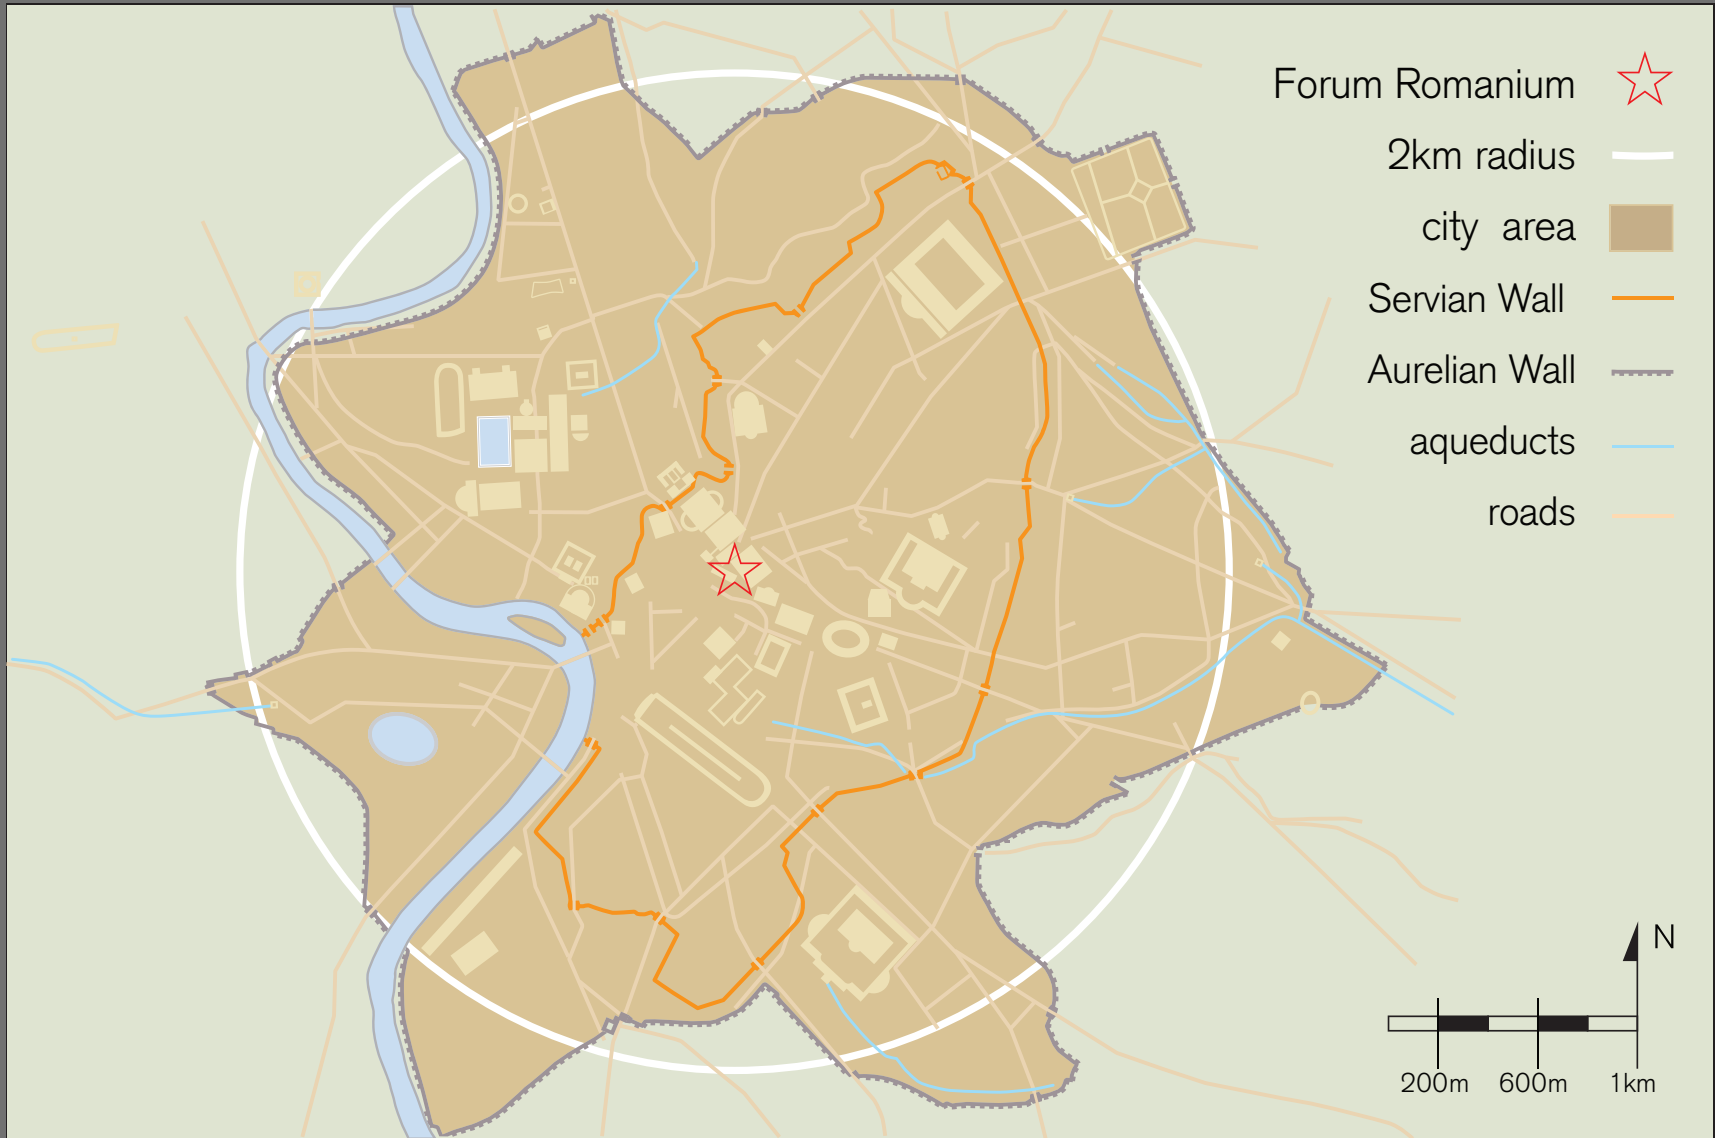 Forum Romanium
2km radius
city area
Servian Wall
Aurelian Wall
aqueducts
roads
N
200m 600m 1km